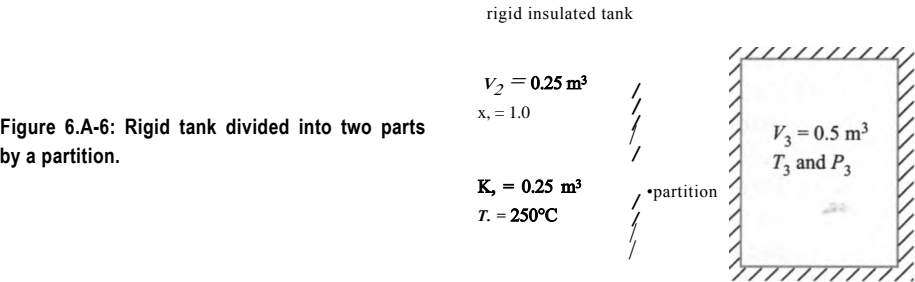 rigid insulated tank
V2 = 0.25 m³
x, = 1.0
Figure 6.A-6: Rigid tank divided into two parts
by a partition.
K, = 0.25 m³
T. = 250°C
•partition
V3 = 0.5 m³
T3 and P3